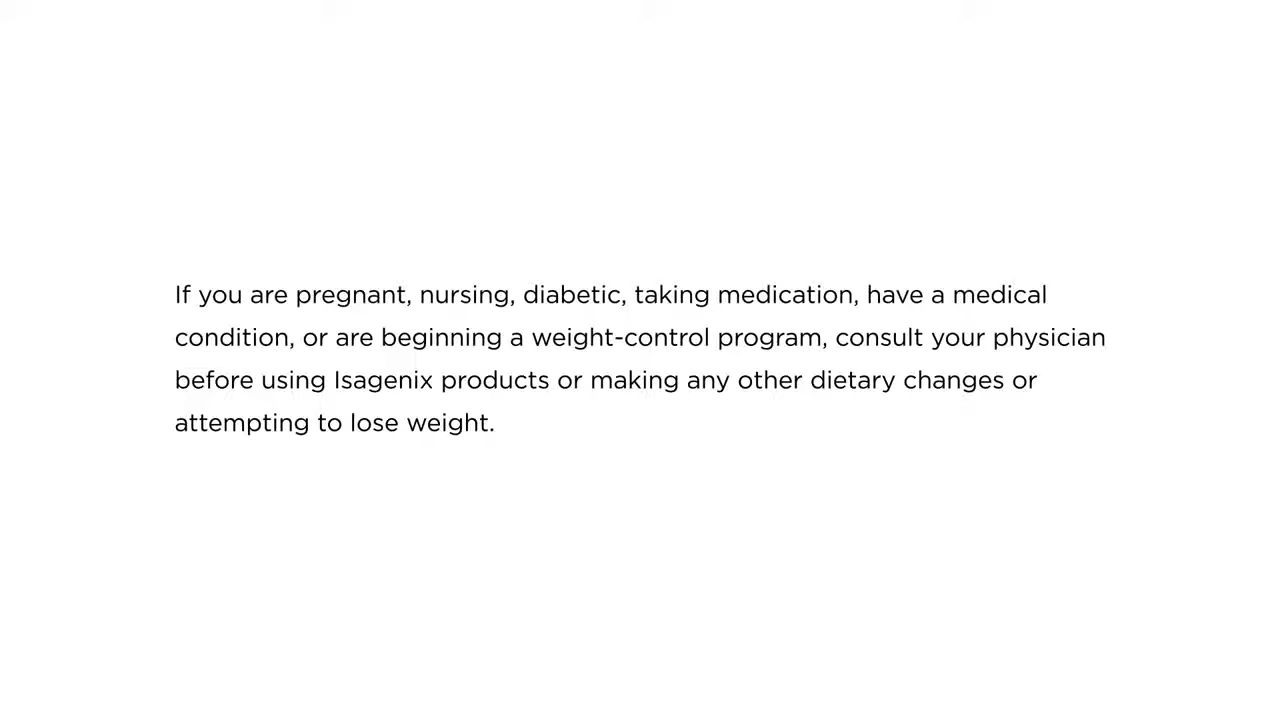 If you are pregnant, nursing, diabetic, taking medication, have a medical
condition, or are beginning a weight-control program, consult your physician
before using Isagenix products or making any other dietary changes or
attempting to lose weight.